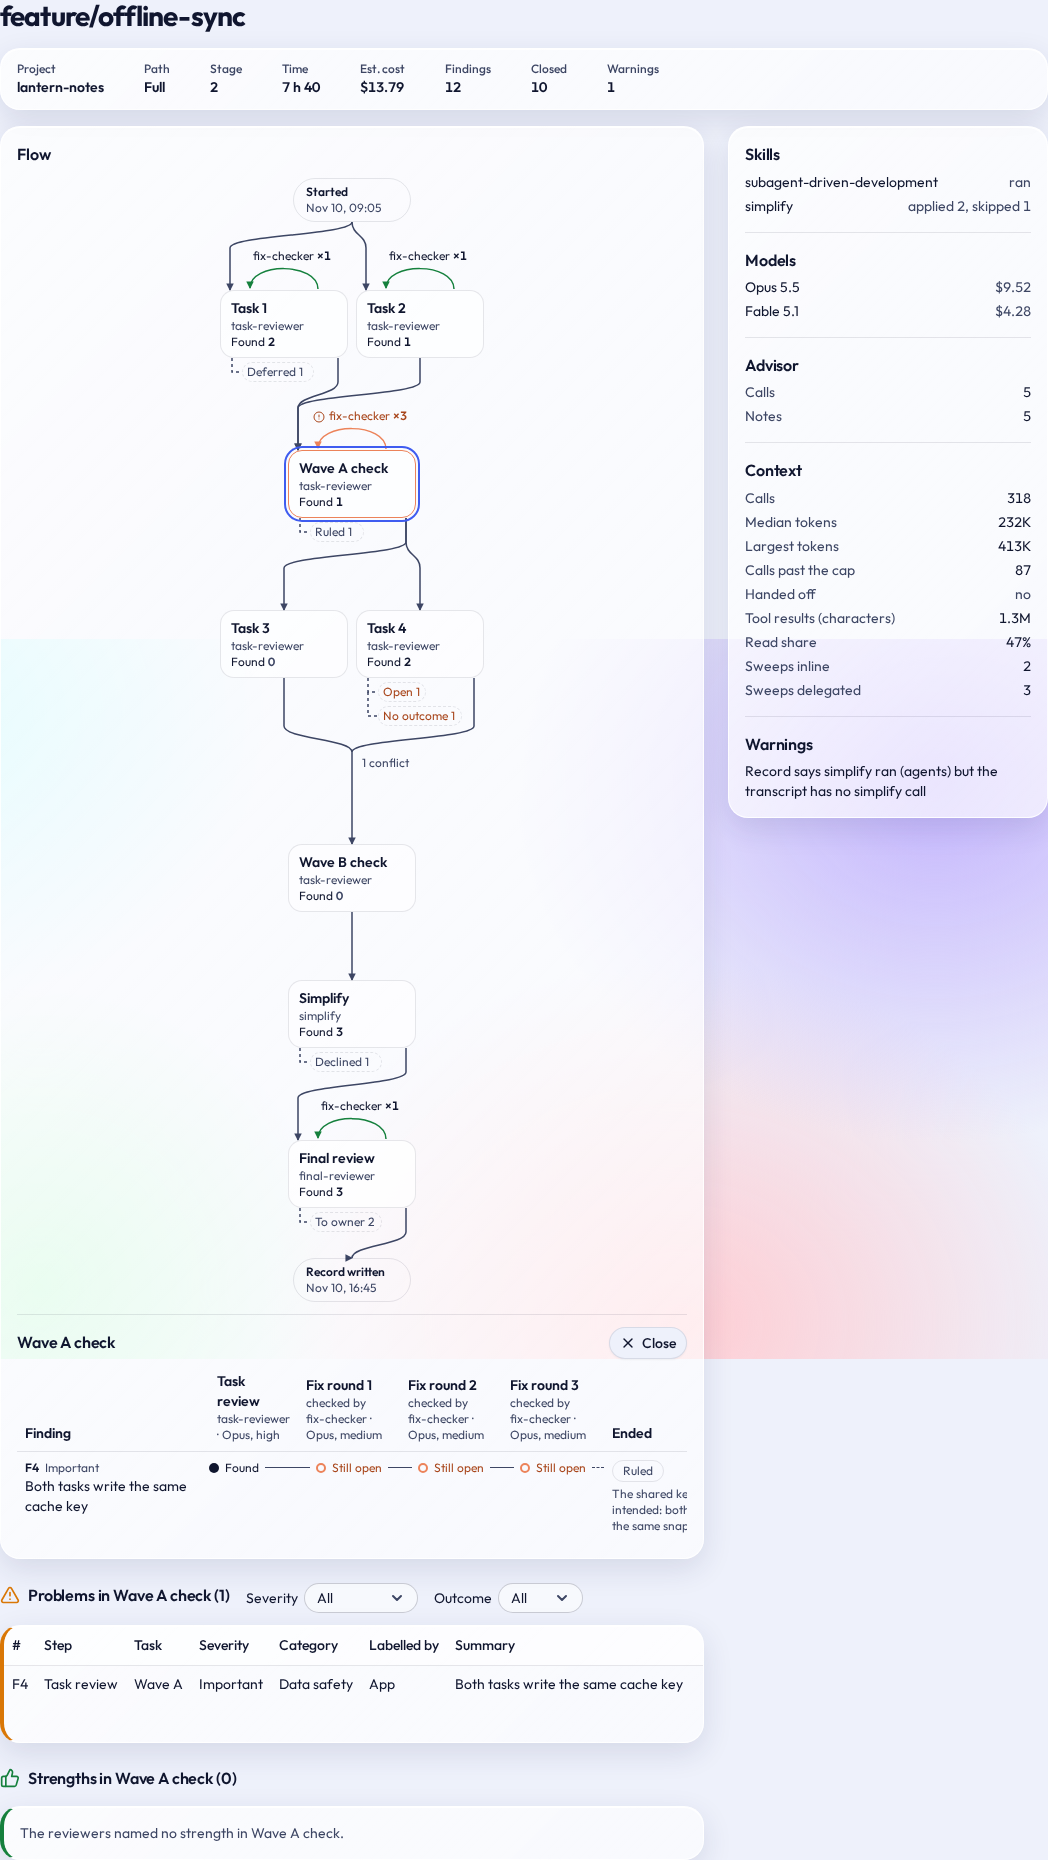 feature/offline-sync
Project Path Stage Time Est. cost Findings Closed Warnings
lantern-notes Full 2 7 h 40 $13.79 12 10 1
Flow
Started
Nov 10, 09:05
fix-checker ×1 fix-checker ×1
Task 1 Task 2
task-reviewer task-reviewer
Found 2 Found 1
Deferred 1
fix-checker ×3
Wave A check
task-reviewer
Found 1
Ruled 1
Task 3 Task 4
task-reviewer task-reviewer
Found 0 Found 2
Open 1
No outcome 1
1 conflict
Wave B check
task-reviewer
Found 0
Simplify
simplify
Found 3
Declined 1
fix-checker ×1
Final review
final-reviewer
Found 3
To owner 2
Record written
Nov 10, 16:45
Skills
subagent-driven-development ran
simplify applied 2, skipped 1
Models
Opus 5.5 $9.52
Fable 5.1 $4.28
Advisor
Calls 5
Notes 5
Context
Calls 318
Median tokens 232K
Largest tokens 413K
Calls past the cap 87
Handed off no
Tool results (characters) 1.3M
Read share 47%
Sweeps inline 2
Sweeps delegated 3
Warnings
Record says simplify ran (agents) but the
transcript has no simplify call
Wave A check Close
Task
review Fix round 1 Fix round 2 Fix round 3
task-reviewer checked by checked by checked by
· Opus, high fix-checker · fix-checker · fix-checker ·
Opus, medium Opus, medium Opus, medium
Finding Ended
F4 Important Found Still open Still open Still open Ruled
Both tasks write the same
cache key
The shared ke
intended: both
the same snap
Problems in Wave A check (1) Severity All Outcome All
# Step Task Severity Category Labelled by Summary
F4 Task review Wave A Important Data safety App Both tasks write the same cache key
Strengths in Wave A check (0)
The reviewers named no strength in Wave A check.